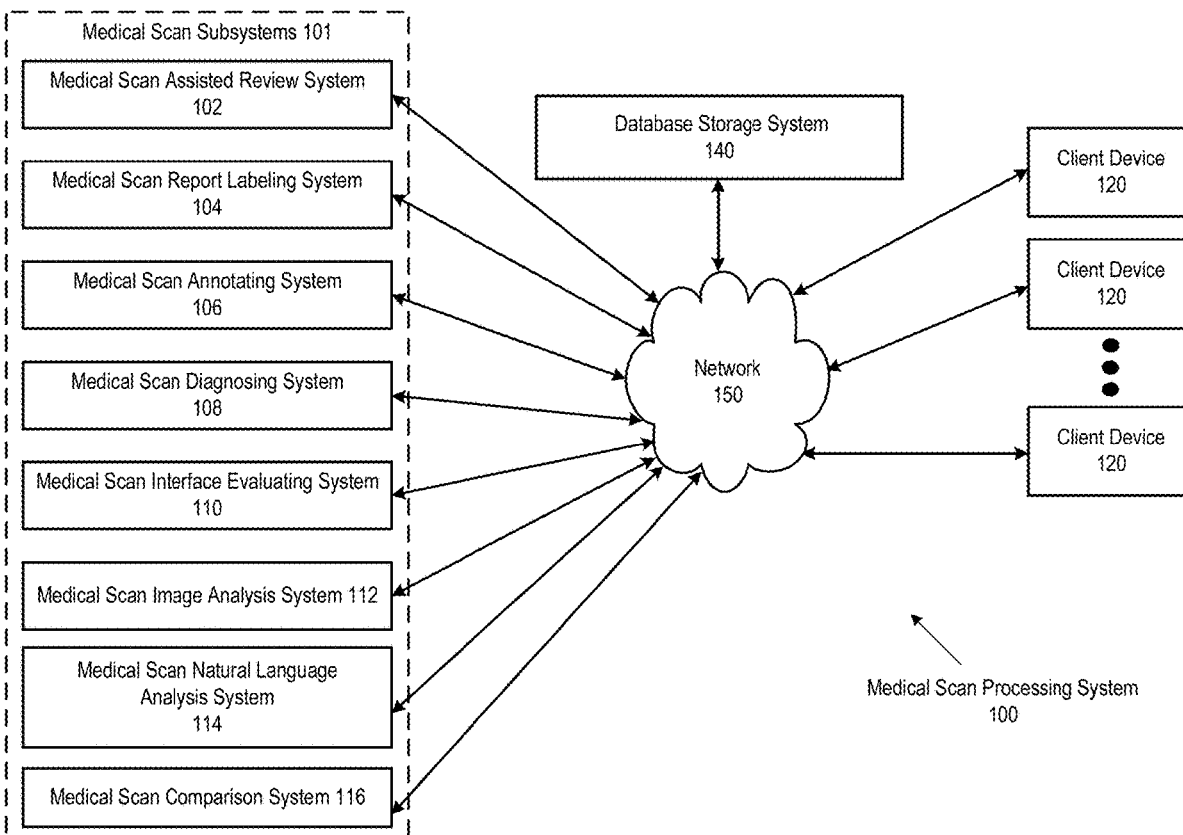 Medical Scan Subsystems 101
Medical Scan Assisted Review System
102
Medical Scan Report Labeling System
104
Medical Scan Annotating System
106
Medical Scan Diagnosing System
108
Medical Scan Interface Evaluating System
110
Medical Scan Image Analysis System 112
Medical Scan Natural Language
Analysis System
114
Medical Scan Comparison System 116
Database Storage System
140
Network
150
Client Device
120
Client Device
120
Client Device
120
Medical Scan Processing System
100